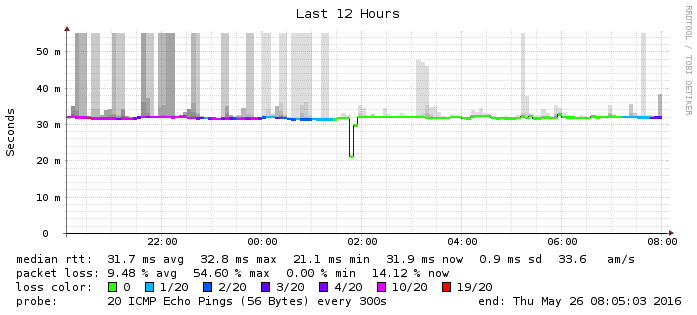 Last 12 Hours
RRDTOOL / TOBI OETIKER
Seconds
50 m
40 m
30 m
20 m
10 m
0
22:00 00:00 02:00 04:00 06:00 08:00
median rtt: 31.7 ms avg 32.8 ms max 21.1 ms min 31.9 ms now 0.9 ms sd 33.6 am/s
packet loss: 9.48 % avg 54.60 % max 0.00 % min 14.12 % now
loss color: 0 1/20 2/20 3/20 4/20 10/20 19/20
probe: 20 ICMP Echo Pings (56 Bytes) every 300s end: Thu May 26 08:05:03 2016